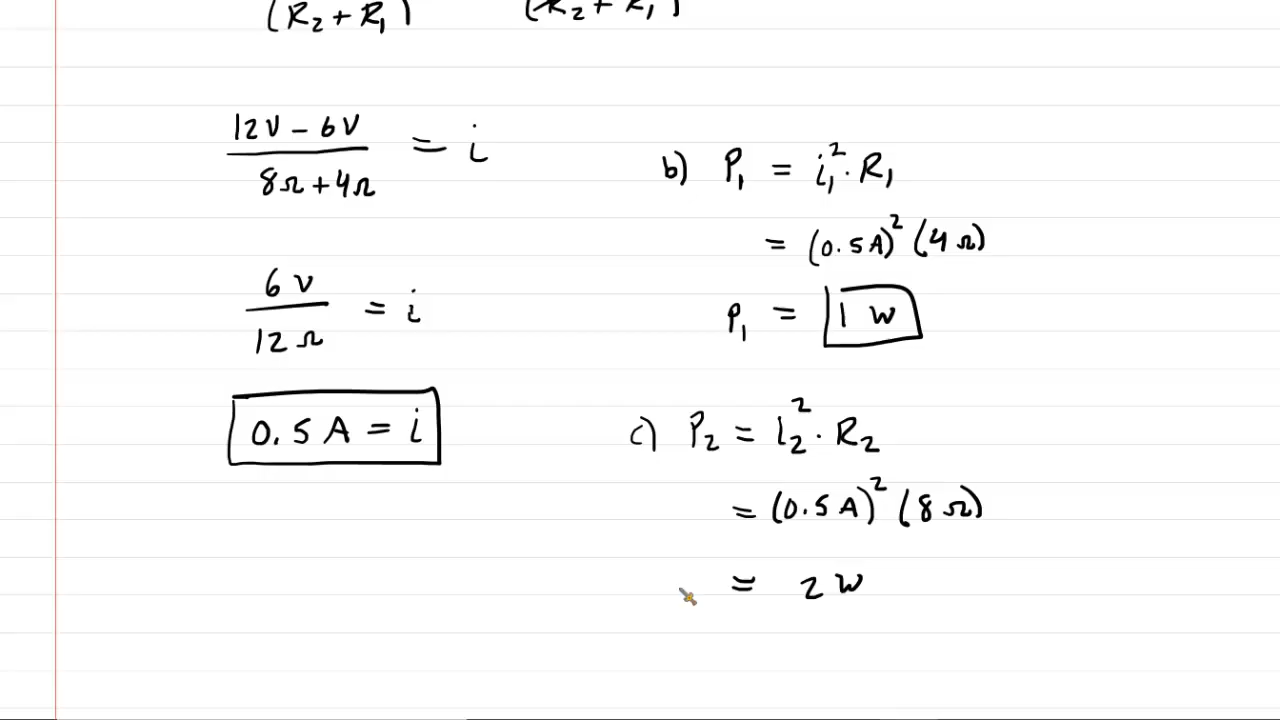 (R₂ + R₁) (R₂ + R₁)
12V - 6V
8Ω + 4Ω
= i
6V
12Ω
= i
0.5 A = i
b) P₁ = i₁² · R₁
= (0.5A)² (4Ω)
P₁ = 1 W
c) P₂ = i₂² · R₂
= (0.5A)² (8Ω)
= 2 W